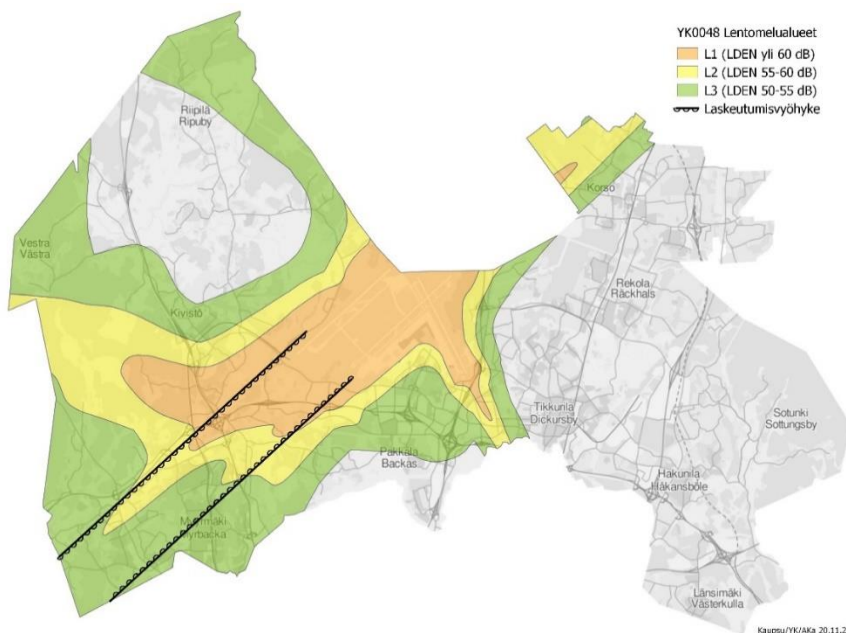 YK0048 Lentomelualueet
L1 (LDEN yli 60 dB)
L2 (LDEN 55-60 dB)
L3 (LDEN 50-55 dB)
Laskeutumisvyöhyke
Riipilä
Ripuby
Korso
Vestra
Västra
Rekola
Räckhals
Kivistö
Tikkurila
Dickursby
Sotunki
Sottungsby
Pakkala
Backas
Hakunila
Håkansböle
Myyrmäki
Myrbacka
Länsimäki
Västerkulla
Kaupsu/YK/AKa 20.11.2